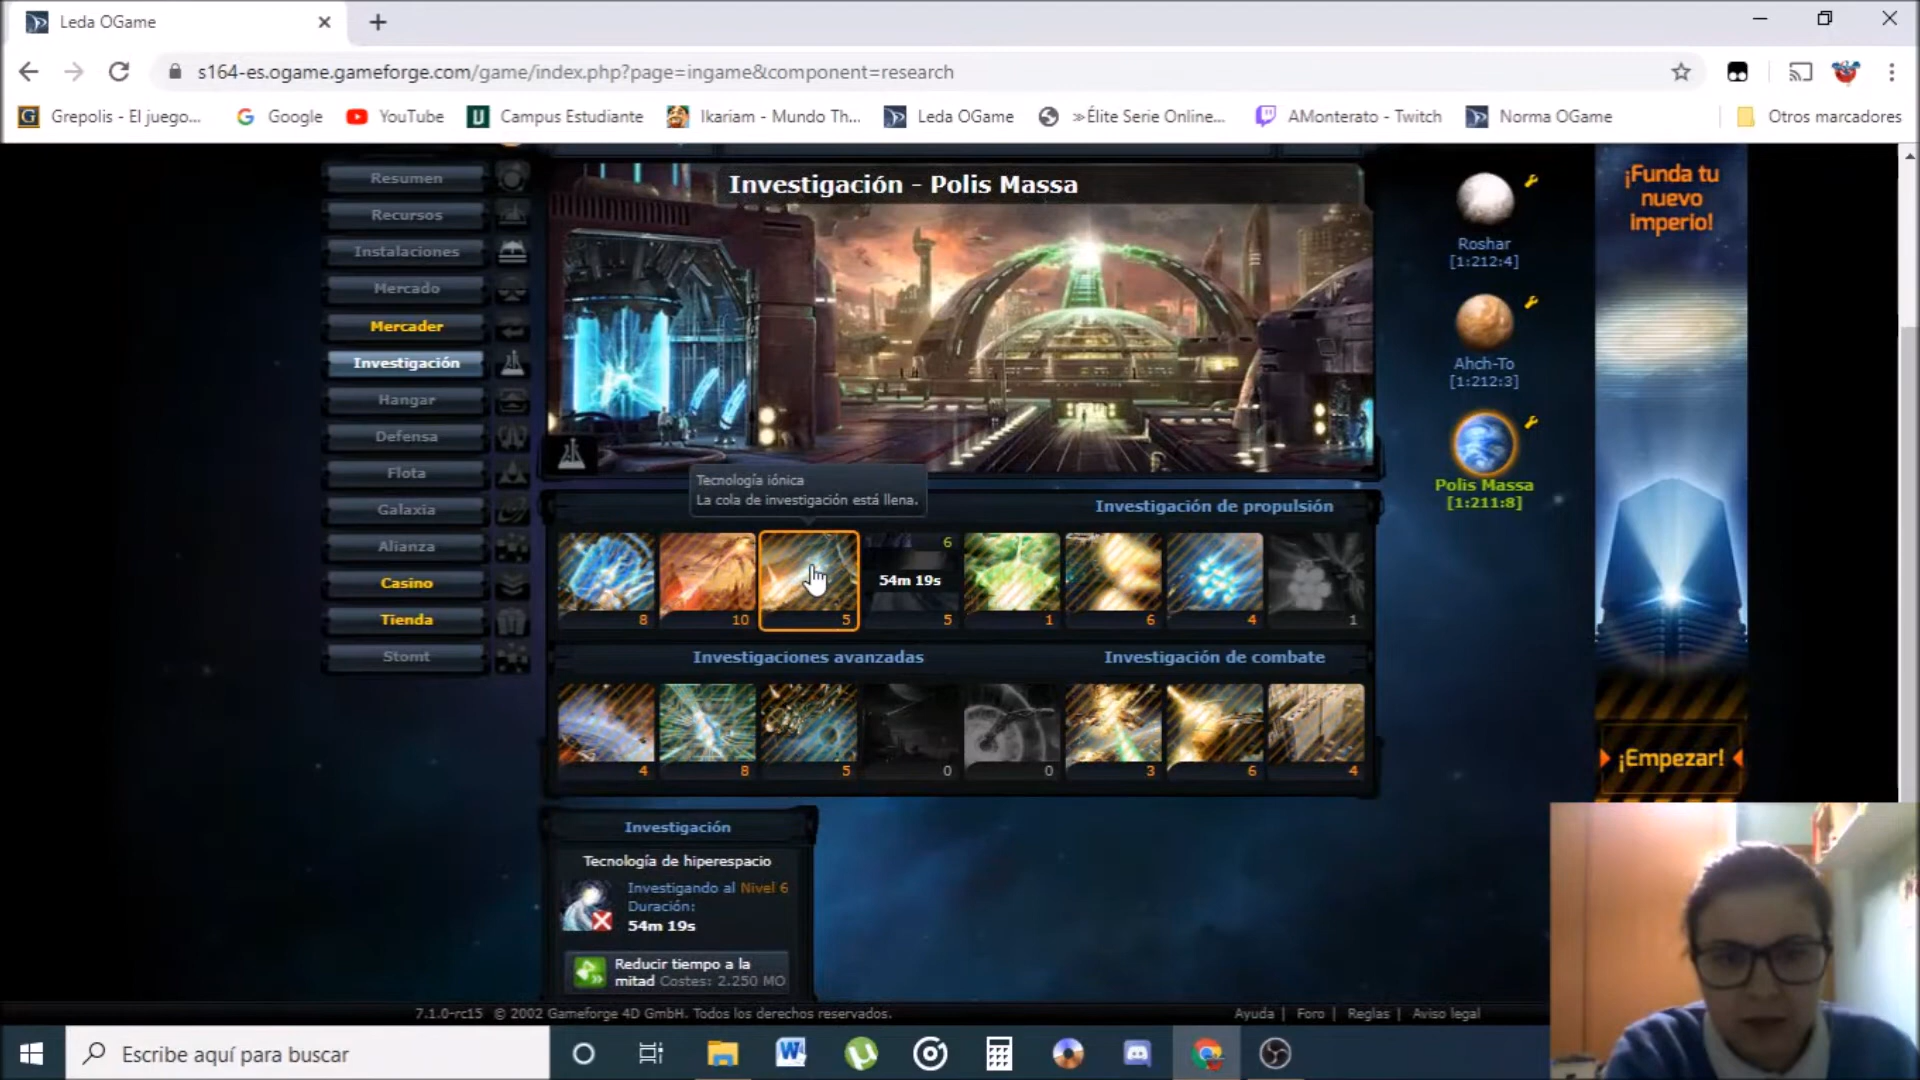 Leda OGame
s164-es.ogame.gameforge.com/game/index.php?page=ingame&component=research
Grepolis - El juego...
Google
YouTube
Campus Estudiante
Ikariam - Mundo Th...
Leda OGame
»Élite Serie Online...
AMonterato - Twitch
Norma OGame
Otros marcadores
Resumen
Recursos
Instalaciones
Mercado
Mercader
Investigación
Hangar
Defensa
Flota
Galaxia
Alianza
Casino
Tienda
Stomt
Investigación - Polis Massa
Tecnología iónica
La cola de investigación está llena.
Investigación de propulsión
6
54m 19s
8
10
5
5
1
6
4
1
Investigaciones avanzadas
Investigación de combate
4
8
5
0
0
3
6
4
Investigación
Tecnología de hiperespacio
Investigando al Nivel 6
Duración:
54m 19s
Reducir tiempo a la
mitad Costes: 2.250 MO
Roshar
[1:212:4]
Ahch-To
[1:212:3]
Polis Massa
[1:211:8]
¡Funda tu
nuevo
imperio!
¡Empezar!
7.1.0-rc15 © 2002 Gameforge 4D GmbH. Todos los derechos reservados.
Ayuda | Foro | Reglas | Aviso legal
Escribe aquí para buscar